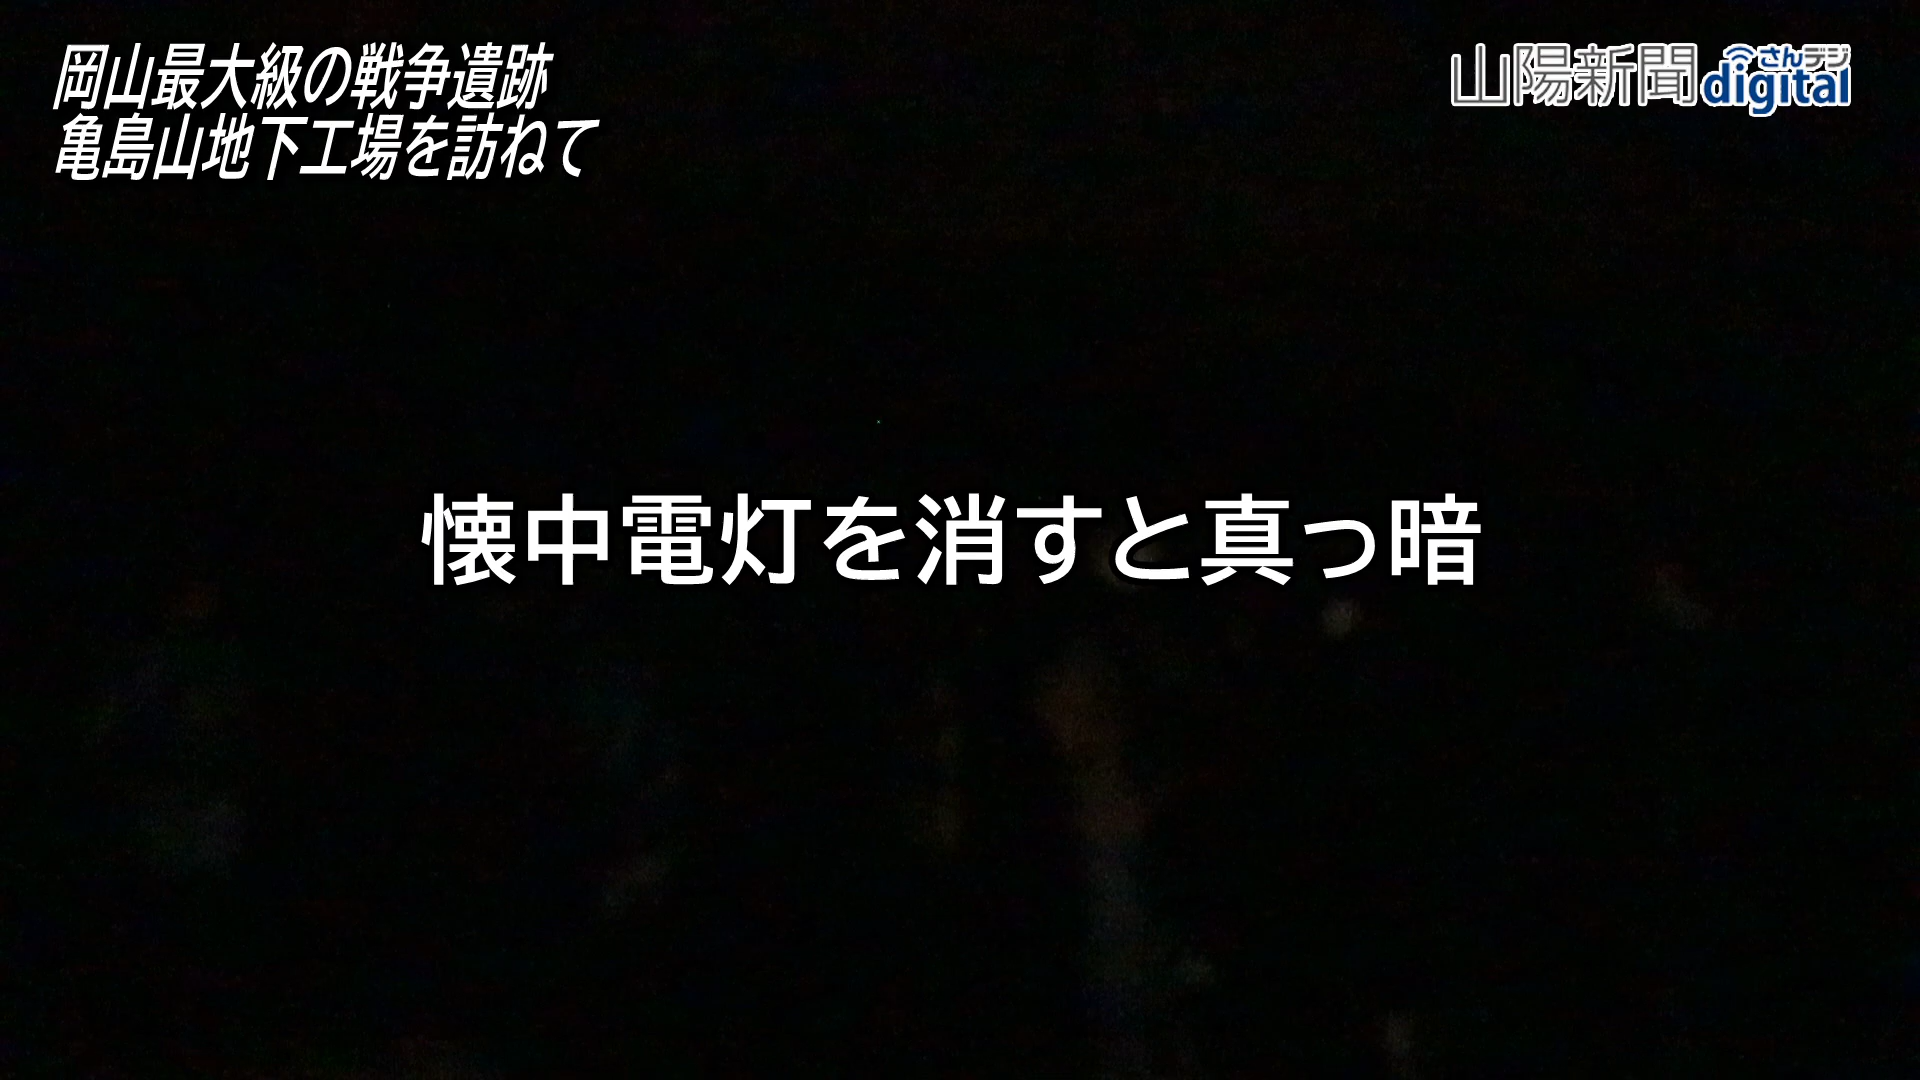 岡山最大級の戦争遺跡
亀島山地下工場を訪ねて
山陽新聞 さんデジ
digital
懐中電灯を消すと真っ暗